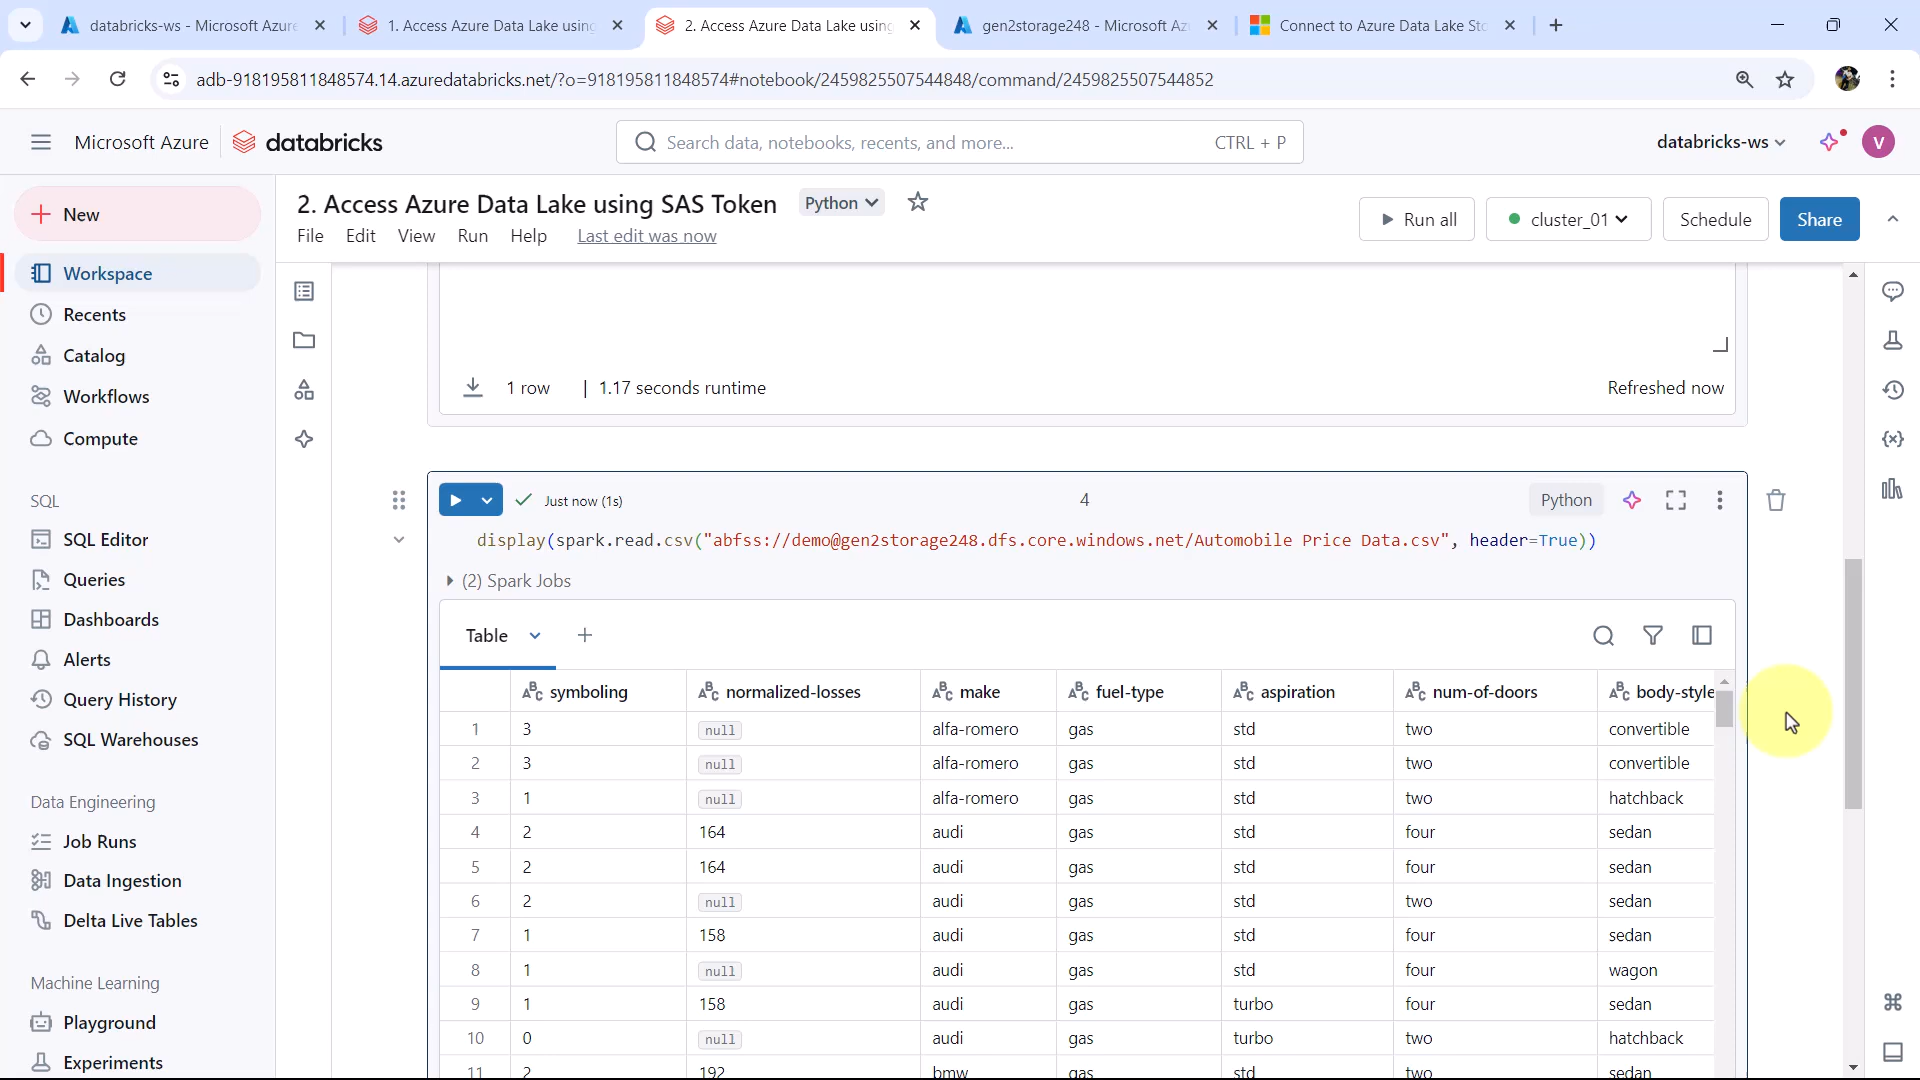 databricks-ws - Microsoft Azure
1. Access Azure Data Lake using
2. Access Azure Data Lake using
gen2storage248 - Microsoft Az
Connect to Azure Data Lake Sto
adb-918195811848574.14.azuredatabricks.net/?o=918195811848574#notebook/2459825507544848/command/2459825507544852
Microsoft Azure
databricks
Search data, notebooks, recents, and more...
CTRL + P
databricks-ws
V
New
Workspace
Recents
Catalog
Workflows
Compute
SQL
SQL Editor
Queries
Dashboards
Alerts
Query History
SQL Warehouses
Data Engineering
Job Runs
Data Ingestion
Delta Live Tables
Machine Learning
Playground
Experiments
2. Access Azure Data Lake using SAS Token
Python
File Edit View Run Help Last edit was now
Run all
cluster_01
Schedule
Share
1 row | 1.17 seconds runtime
Refreshed now
Just now (1s)
4
Python
display(spark.read.csv("abfss://demo@gen2storage248.dfs.core.windows.net/Automobile Price Data.csv", header=True))
(2) Spark Jobs
Table
symboling normalized-losses make fuel-type aspiration num-of-doors body-style
1 3 null alfa-romero gas std two convertible
2 3 null alfa-romero gas std two convertible
3 1 null alfa-romero gas std two hatchback
4 2 164 audi gas std four sedan
5 2 164 audi gas std four sedan
6 2 null audi gas std two sedan
7 1 158 audi gas std four sedan
8 1 null audi gas std four wagon
9 1 158 audi gas turbo four sedan
10 0 null audi gas turbo two hatchback
11 2 192 bmw gas std two sedan